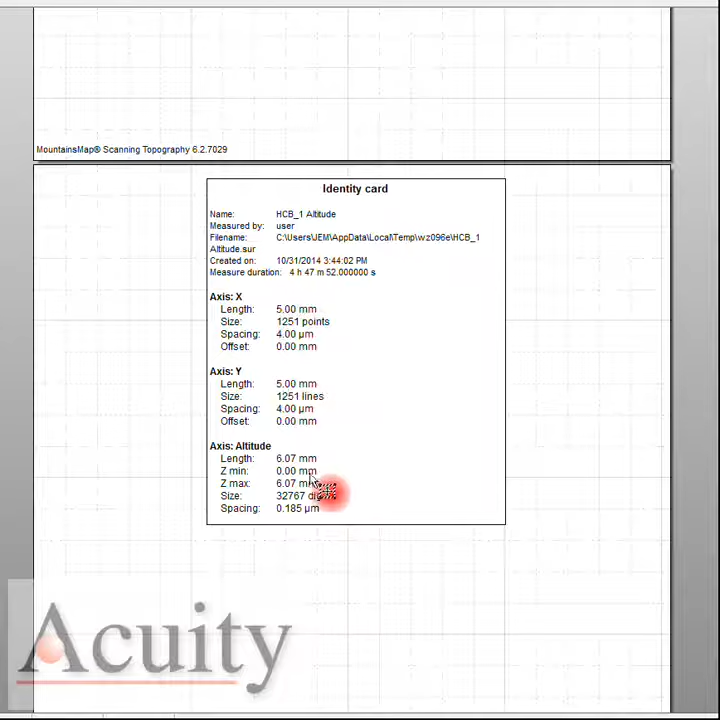 MountainsMap® Scanning Topography 6.2.7029
Identity card
Name: HCB_1 Altitude
Measured by: user
Filename: C:\Users\JEM\AppData\Local\Temp\wz096e\HCB_1
Altitude.sur
Created on: 10/31/2014 3:44:02 PM
Measure duration: 4 h 47 m 52.000000 s
Axis: X
Length: 5.00 mm
Size: 1251 points
Spacing: 4.00 µm
Offset: 0.00 mm
Axis: Y
Length: 5.00 mm
Size: 1251 lines
Spacing: 4.00 µm
Offset: 0.00 mm
Axis: Altitude
Length: 6.07 mm
Z min: 0.00 mm
Z max: 6.07 mm
Size: 32767
Spacing: 0.185 µm
Acuity